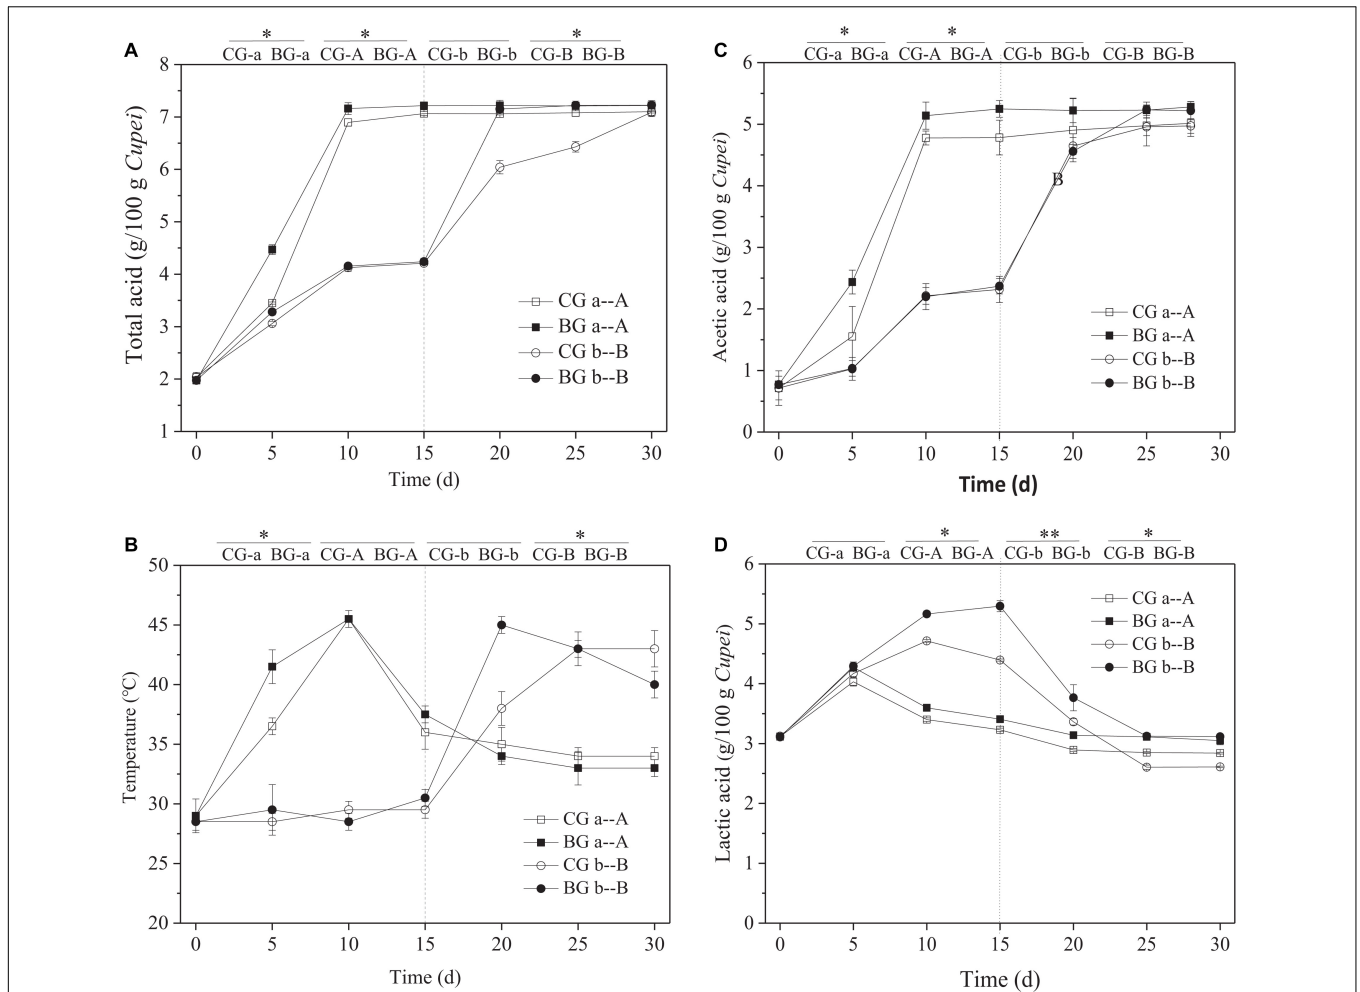 A
* * *
CG-a BG-a CG-A BG-A CG-b BG-b CG-B BG-B
8
7
6
5
4
3
2
1
Total acid (g/100 g Cupei)
CG a--A
BG a--A
CG b--B
BG b--B
0 5 10 15 20 25 30
Time (d)
C
* *
CG-a BG-a CG-A BG-A CG-b BG-b CG-B BG-B
6
5
4
3
2
1
0
Acetic acid (g/100 g Cupei)
B
CG a--A
BG a--A
CG b--B
BG b--B
0 5 10 15 20 25 30
Time (d)
B
* *
CG-a BG-a CG-A BG-A CG-b BG-b CG-B BG-B
50
45
40
35
30
25
20
Temperature (°C)
CG a--A
BG a--A
CG b--B
BG b--B
0 5 10 15 20 25 30
Time (d)
D
* ** *
CG-a BG-a CG-A BG-A CG-b BG-b CG-B BG-B
6
5
4
3
2
1
0
Lactic acid (g/100 g Cupei)
CG a--A
BG a--A
CG b--B
BG b--B
0 5 10 15 20 25 30
Time (d)